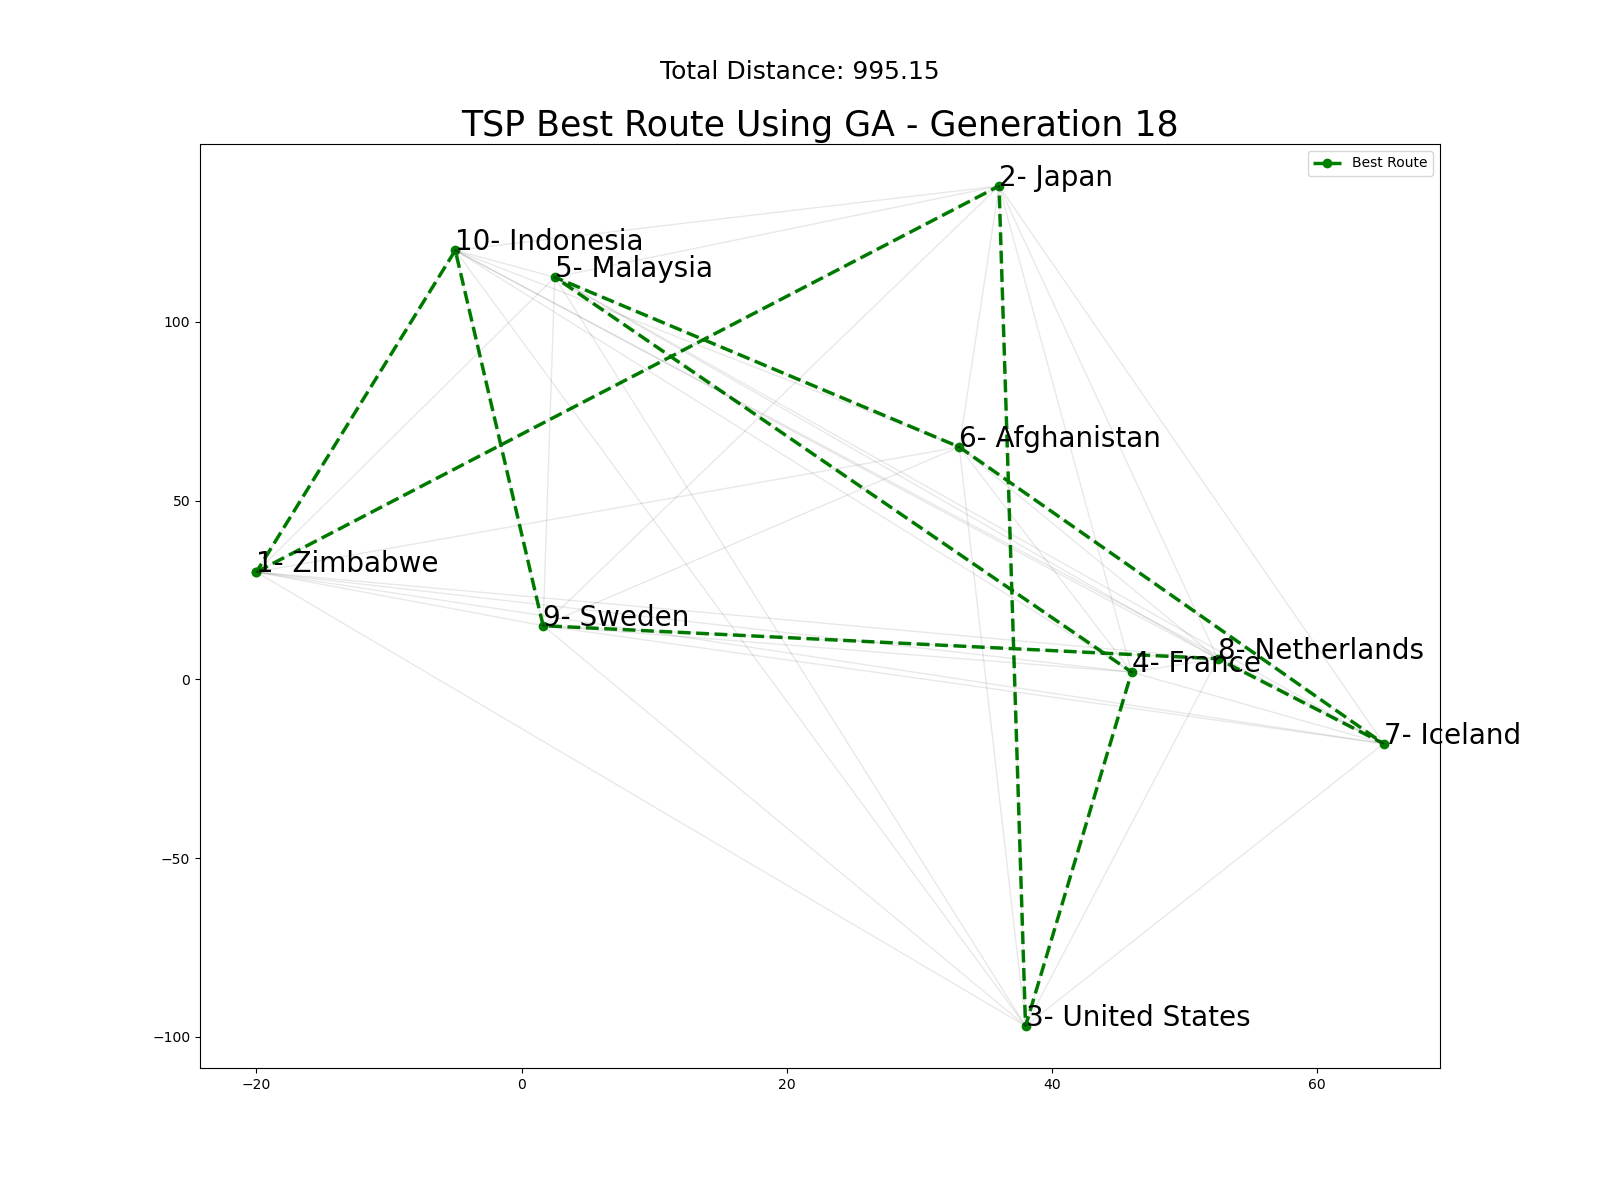 Total Distance: 995.15
TSP Best Route Using GA - Generation 18
Best Route
2- Japan
10- Indonesia
5- Malaysia
100
6- Afghanistan
50
1- Zimbabwe
9- Sweden
8- Netherlands
4- France
0
7- Iceland
−50
3- United States
−100
−20 0 20 40 60